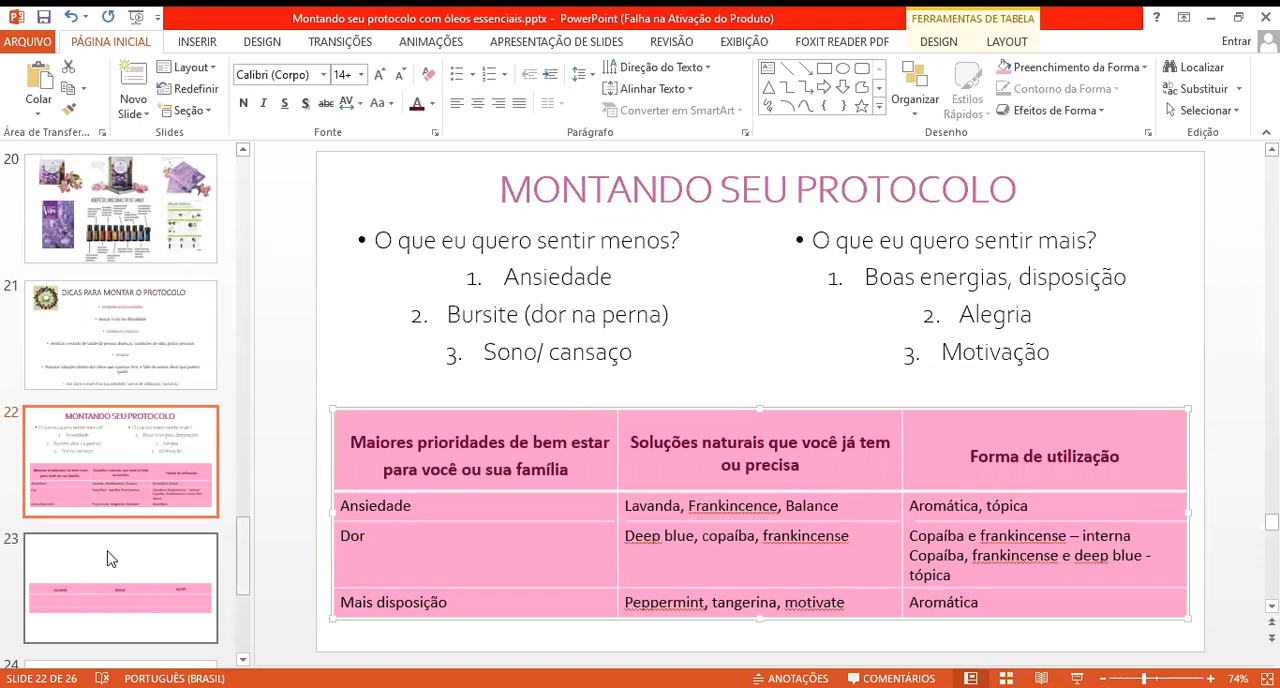 Montando seu protocolo com óleos essenciais.pptx - PowerPoint (Falha na Ativação do Produto)
FERRAMENTAS DE TABELA
ARQUIVO PÁGINA INICIAL INSERIR DESIGN TRANSIÇÕES ANIMAÇÕES APRESENTAÇÃO DE SLIDES REVISÃO EXIBIÇÃO FOXIT READER PDF DESIGN LAYOUT Entrar
Colar
Novo
Slide
Layout
Redefinir
Seção
Calibri (Corpo) 14+
N I S S abc AV Aa A
Direção do Texto
Alinhar Texto
Converter em SmartArt
Organizar
Estilos
Rápidos
Preenchimento da Forma
Contorno da Forma
Efeitos de Forma
Localizar
Substituir
Selecionar
Área de Transfer... Slides Fonte Parágrafo Desenho Edição
20
21
DICAS PARA MONTAR O PROTOCOLO
22
MONTANDO SEU PROTOCOLO
23
24
MONTANDO SEU PROTOCOLO
• O que eu quero sentir menos?
1. Ansiedade
2. Bursite (dor na perna)
3. Sono/ cansaço
• O que eu quero sentir mais?
1. Boas energias, disposição
2. Alegria
3. Motivação
Maiores prioridades de bem estar
para você ou sua família
Soluções naturais que você já tem
ou precisa
Forma de utilização
Ansiedade
Lavanda, Frankincence, Balance
Aromática, tópica
Dor
Deep blue, copaíba, frankincense
Copaíba e frankincense – interna
Copaíba, frankincense e deep blue -
tópica
Mais disposição
Peppermint, tangerina, motivate
Aromática
SLIDE 22 DE 26 PORTUGUÊS (BRASIL) ANOTAÇÕES COMENTÁRIOS 74%